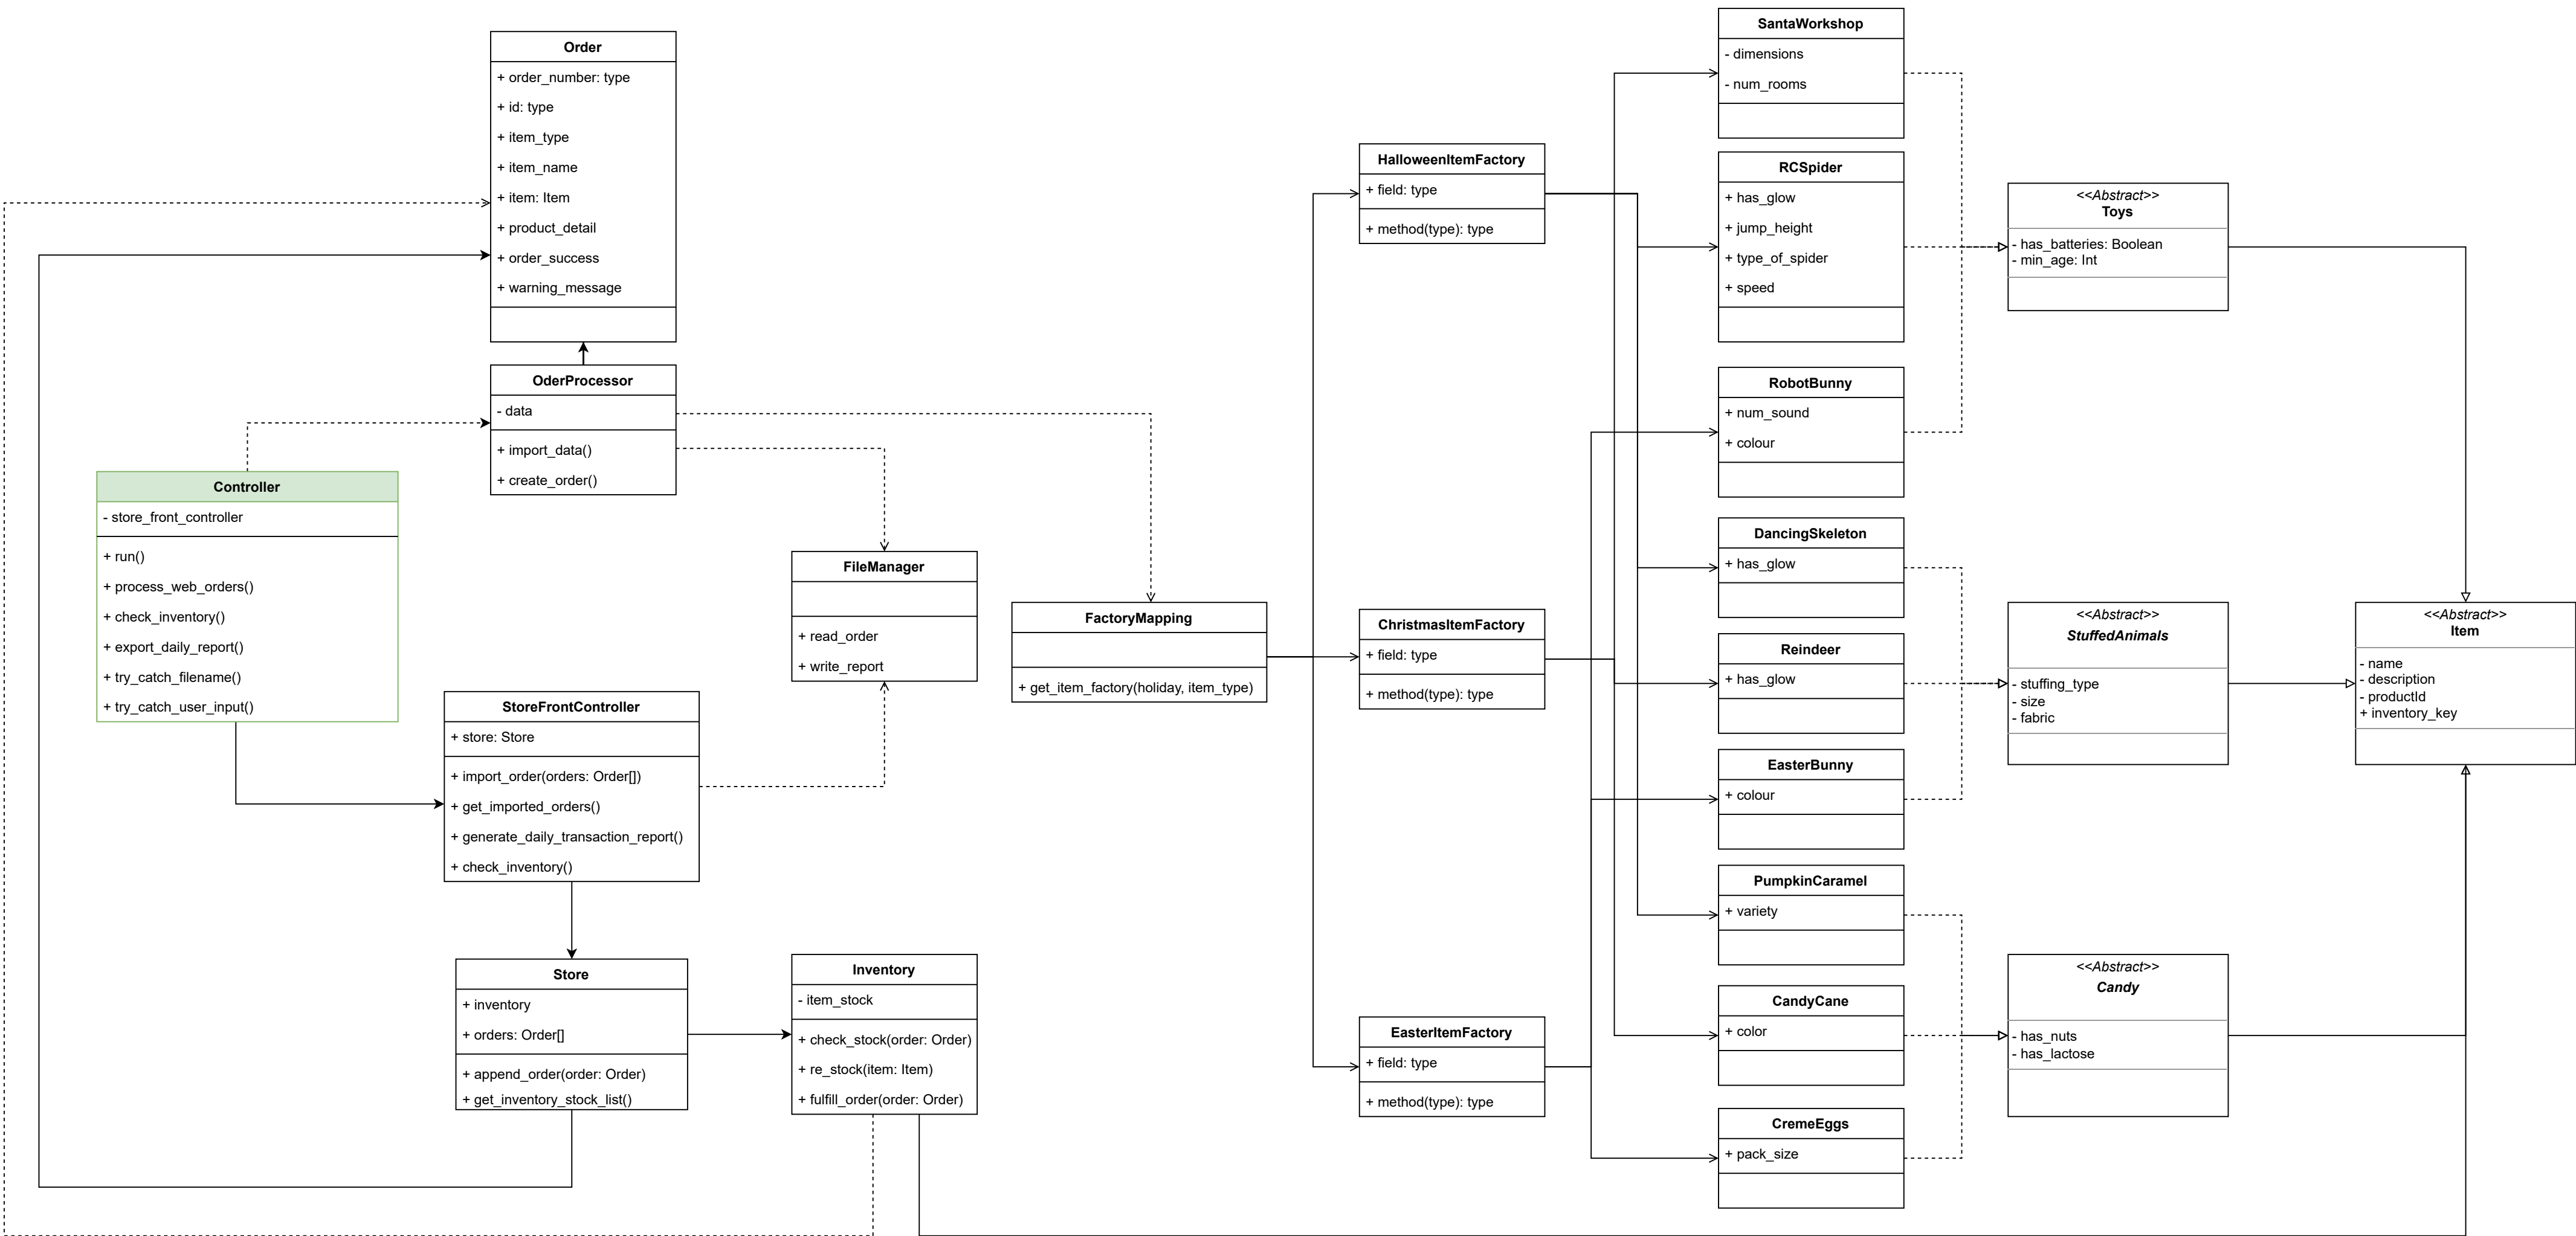 Order
+ order_number: type
+ id: type
+ item_type
+ item_name
+ item: Item
+ product_detail
+ order_success
+ warning_message
OderProcessor
- data
+ import_data()
+ create_order()
Controller
- store_front_controller
+ run()
+ process_web_orders()
+ check_inventory()
+ export_daily_report()
+ try_catch_filename()
+ try_catch_user_input()
StoreFrontController
+ store: Store
+ import_order(orders: Order[])
+ get_imported_orders()
+ generate_daily_transaction_report()
+ check_inventory()
Store
+ inventory
+ orders: Order[]
+ append_order(order: Order)
+ get_inventory_stock_list()
FileManager
+ read_order
+ write_report
Inventory
- item_stock
+ check_stock(order: Order)
+ re_stock(item: Item)
+ fulfill_order(order: Order)
FactoryMapping
+ get_item_factory(holiday, item_type)
HalloweenItemFactory
+ field: type
+ method(type): type
ChristmasItemFactory
+ field: type
+ method(type): type
EasterItemFactory
+ field: type
+ method(type): type
SantaWorkshop
- dimensions
- num_rooms
RCSpider
+ has_glow
+ jump_height
+ type_of_spider
+ speed
RobotBunny
+ num_sound
+ colour
DancingSkeleton
+ has_glow
Reindeer
+ has_glow
EasterBunny
+ colour
PumpkinCaramel
+ variety
CandyCane
+ color
CremeEggs
+ pack_size
<<Abstract>>
Toys
- has_batteries: Boolean
- min_age: Int
<<Abstract>>
StuffedAnimals
- stuffing_type
- size
- fabric
<<Abstract>>
Candy
- has_nuts
- has_lactose
<<Abstract>>
Item
- name
- description
- productId
+ inventory_key